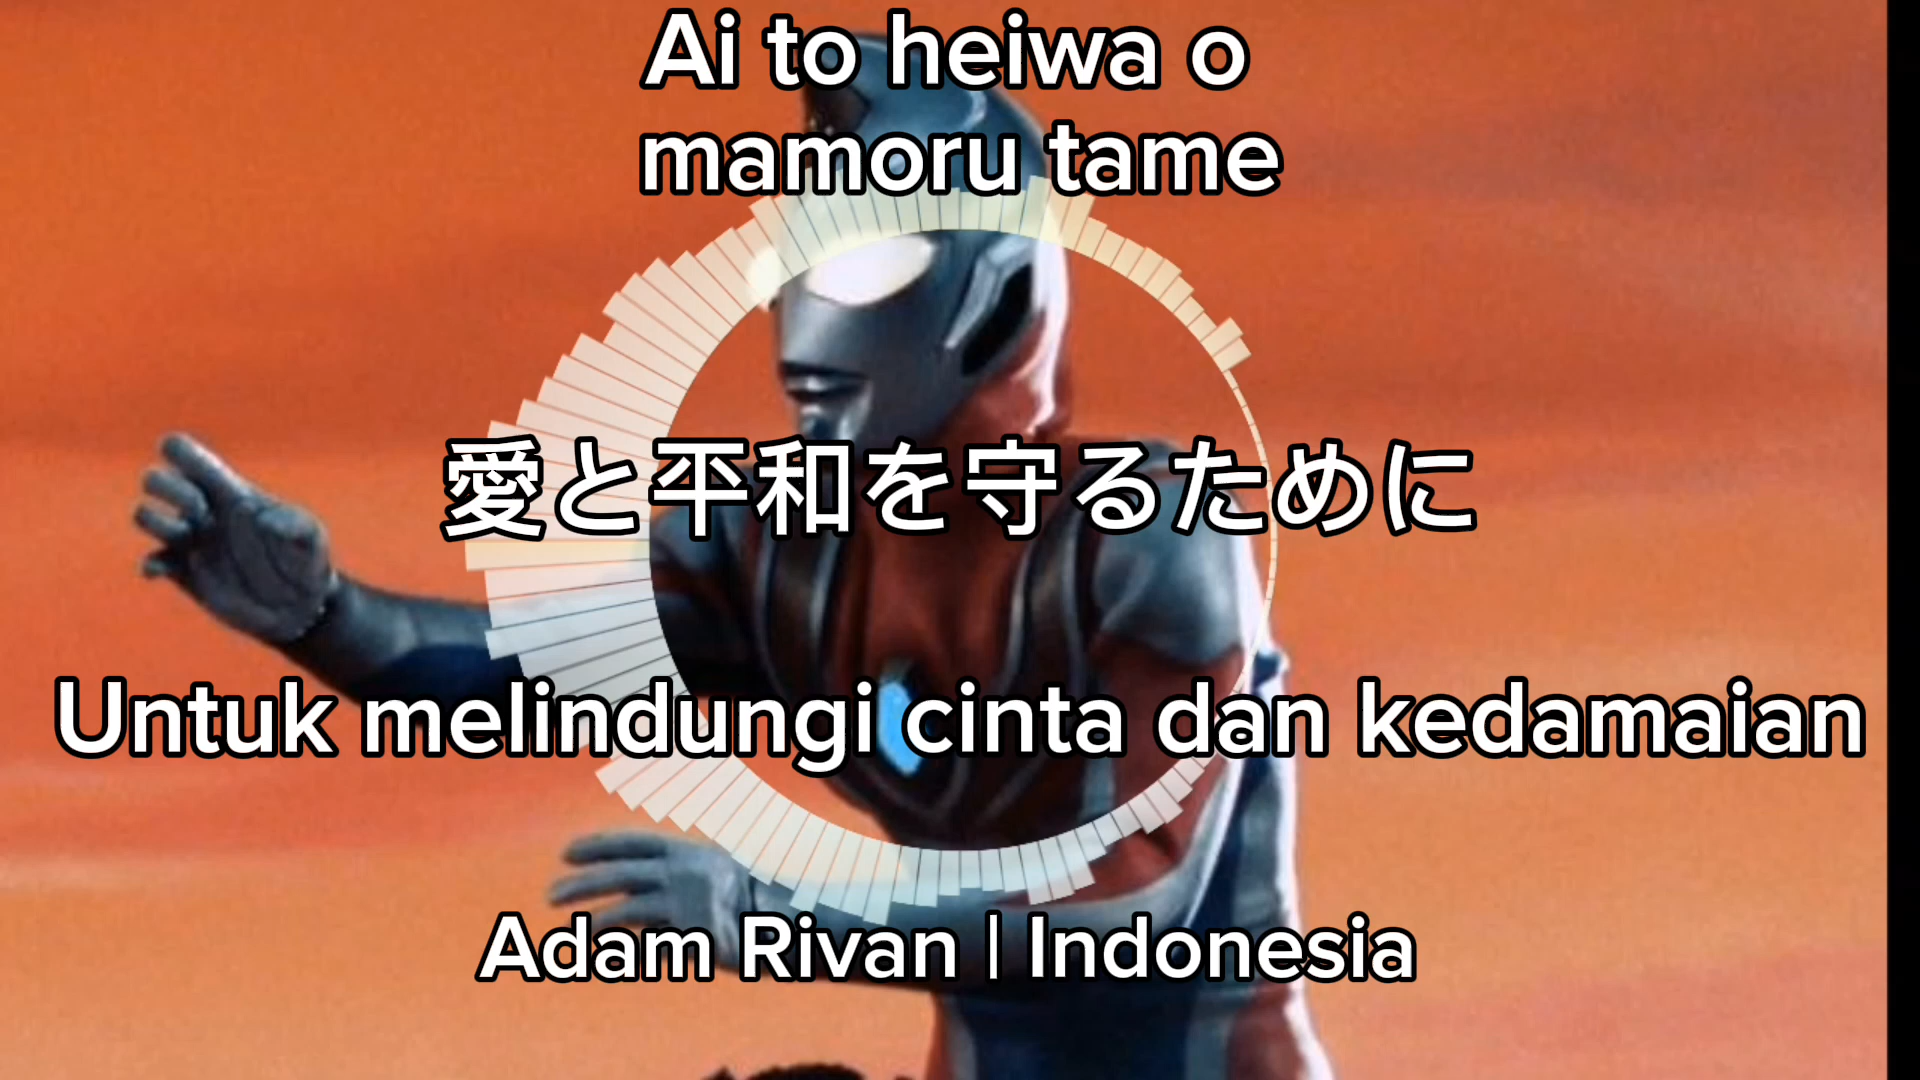 Ai to heiwa o
mamoru tame
愛と平和を守るために
Untuk melindungi cinta dan kedamaian
Adam Rivan | Indonesia